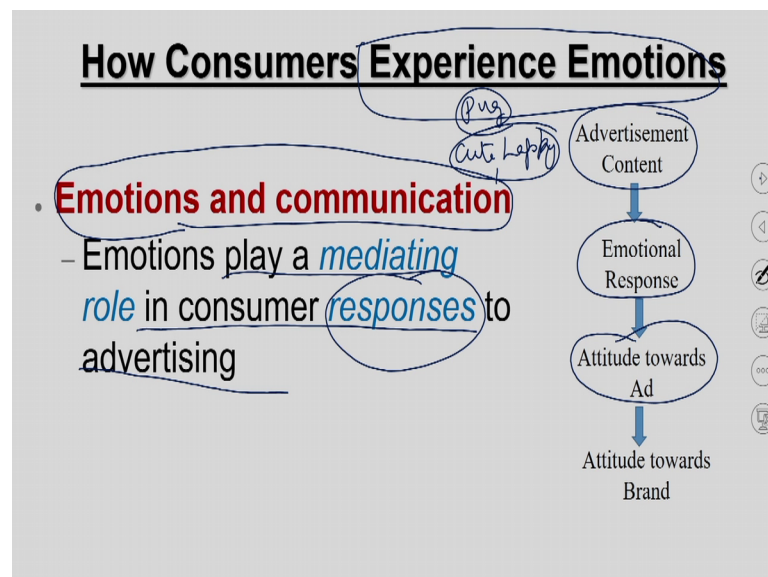 How Consumers Experience Emotions
Pug
Cute Happy
Advertisement
Content
• Emotions and communication
– Emotions play a mediating
role in consumer responses to
advertising
Emotional
Response
Attitude towards
Ad
Attitude towards
Brand